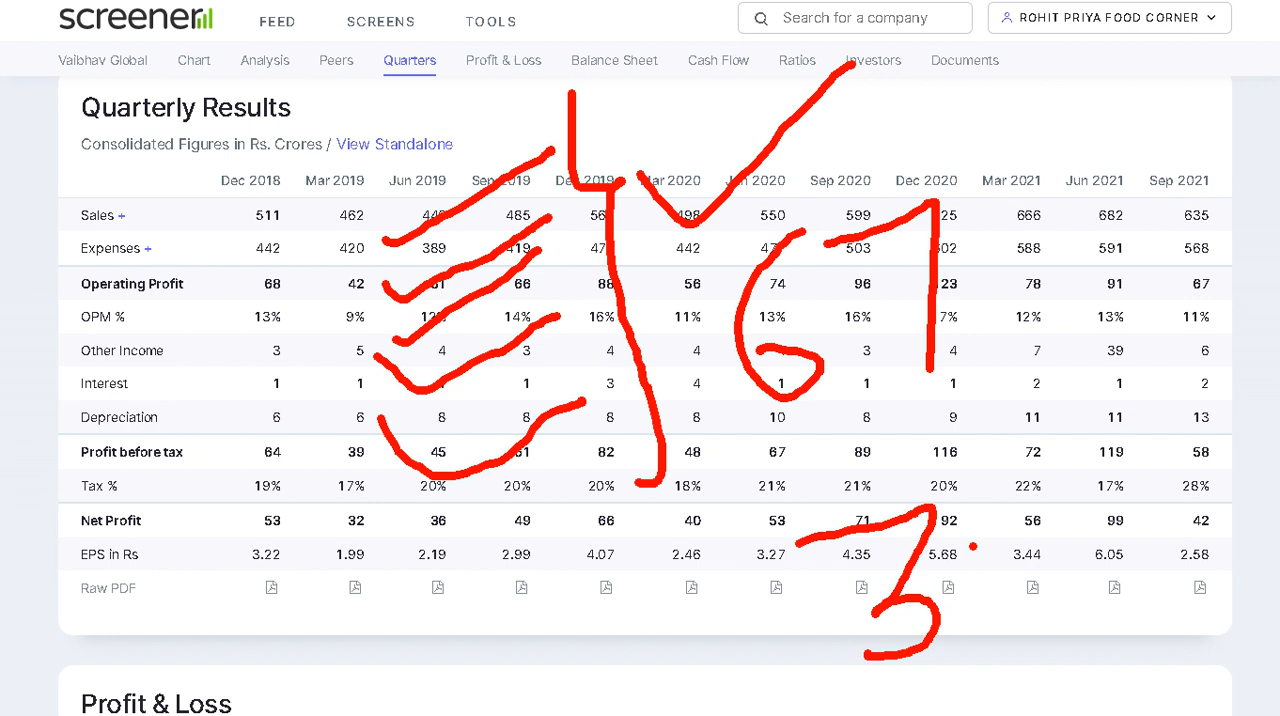 screener
FEED SCREENS TOOLS
Search for a company
ROHIT PRIYA FOOD CORNER
Vaibhav Global Chart Analysis Peers Quarters Profit & Loss Balance Sheet Cash Flow Ratios Investors Documents
Quarterly Results
Consolidated Figures in Rs. Crores / View Standalone
Dec 2018 Mar 2019 Jun 2019 Sep 2019 Dec 2019 Mar 2020 Jun 2020 Sep 2020 Dec 2020 Mar 2021 Jun 2021 Sep 2021
Sales + 511 462 485 498 550 599 666 682 635
Expenses + 442 420 389 419 442 503 588 591 568
Operating Profit 68 42 66 88 56 74 96 78 91 67
OPM % 13% 9% 14% 16% 11% 13% 16% 12% 13% 11%
Other Income 3 5 4 3 4 4 3 4 7 39 6
Interest 1 1 1 3 4 1 1 1 2 1 2
Depreciation 6 6 8 8 8 8 10 8 9 11 11 13
Profit before tax 64 39 45 82 48 67 89 116 72 119 58
Tax % 19% 17% 20% 20% 20% 18% 21% 21% 20% 22% 17% 28%
Net Profit 53 32 36 49 66 40 53 71 92 56 99 42
EPS in Rs 3.22 1.99 2.19 2.99 4.07 2.46 3.27 4.35 5.68 3.44 6.05 2.58
Raw PDF
Profit & Loss